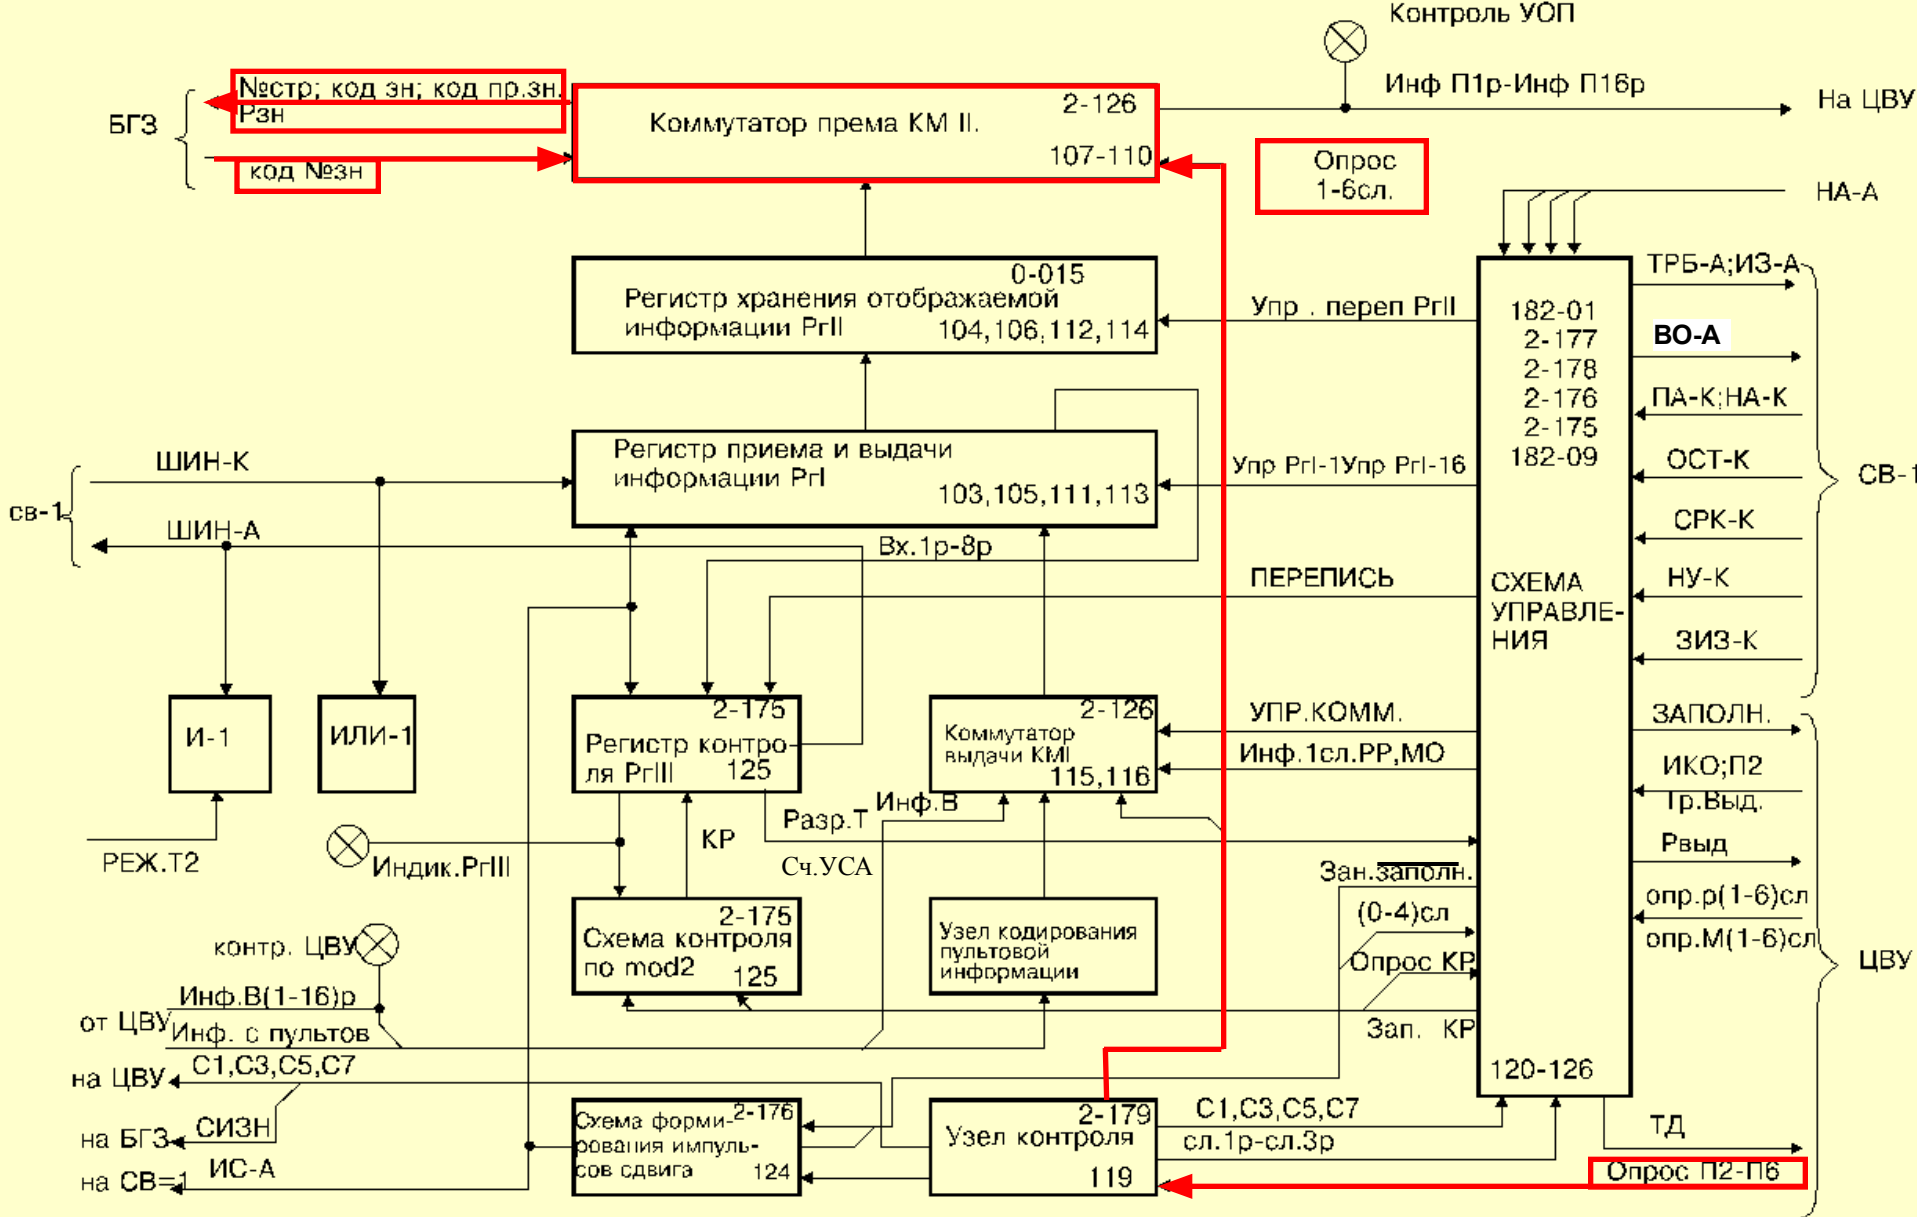 Контроль УОП
№стр; код зн; код пр.зн.
Рзн
БГЗ
код №зн
2-126
Коммутатор према КМ II.
107-110
Инф П1р-Инф П16р
На ЦВУ
Опрос
1-6сл.
НА-А
0-015
Регистр хранения отображаемой
информации РгII
104,106,112,114
Упр . переп РгII
182-01
2-177
2-178
2-176
2-175
182-09
СХЕМА
УПРАВЛЕ-
НИЯ
120-126
ТРБ-А;ИЗ-А
ВО-А
ПА-К;НА-К
ОСТ-К
СРК-К
НУ-К
ЗИЗ-К
СВ-1
ШИН-К
св-1
ШИН-А
Регистр приема и выдачи
информации РгI
103,105,111,113
Упр РгI-1Упр РгI-16
Вх.1р-8р
ПЕРЕПИСЬ
И-1
ИЛИ-1
РЕЖ.Т2
2-175
Регистр контро-
ля РгIII
125
2-126
Коммутатор
выдачи КМI
115,116
УПР.КОММ.
Инф.1сл.РР,МО
ЗАПОЛН.
ИКО;П2
Тр.Выд.
Рвыд
опр.р(1-6)сл
опр.М(1-6)сл
ЦВУ
Индик.РгIII
КР
Разр.Т
Сч.УСА
Инф.В
Зан.заполн.
(0-4)сл
Опрос КР
Зап. КР
контр. ЦВУ
2-175
Схема контроля
по mod2
125
Узел кодирования
пультовой
информации
Инф.В(1-16)р
от ЦВУ
Инф. с пультов
на ЦВУ
С1,С3,С5,С7
на БГЗ
СИЗН
на СВ=1
ИС-А
2-176
Схема форми-
рования импуль-
сов сдвига
124
2-179
Узел контроля
119
С1,С3,С5,С7
сл.1р-сл.3р
ТД
Опрос П2-П6